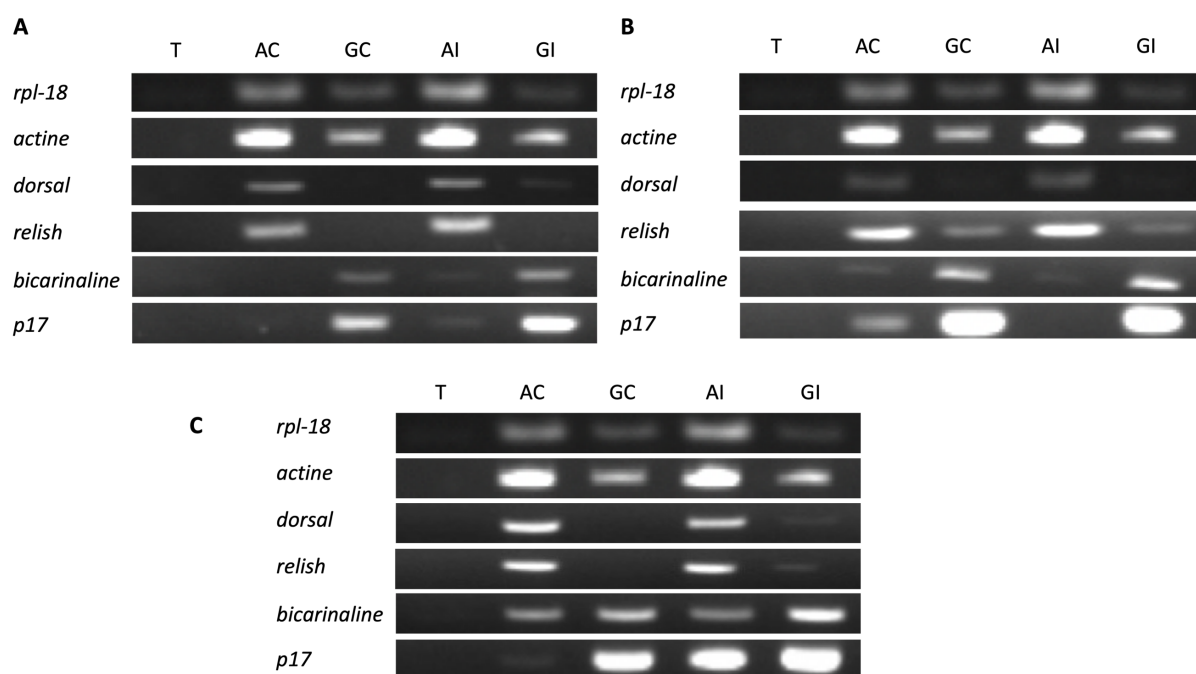 A
T AC GC AI GI
rpl-18
actine
dorsal
relish
bicarinaline
p17
B
T AC GC AI GI
rpl-18
actine
dorsal
relish
bicarinaline
p17
C
T AC GC AI GI
rpl-18
actine
dorsal
relish
bicarinaline
p17